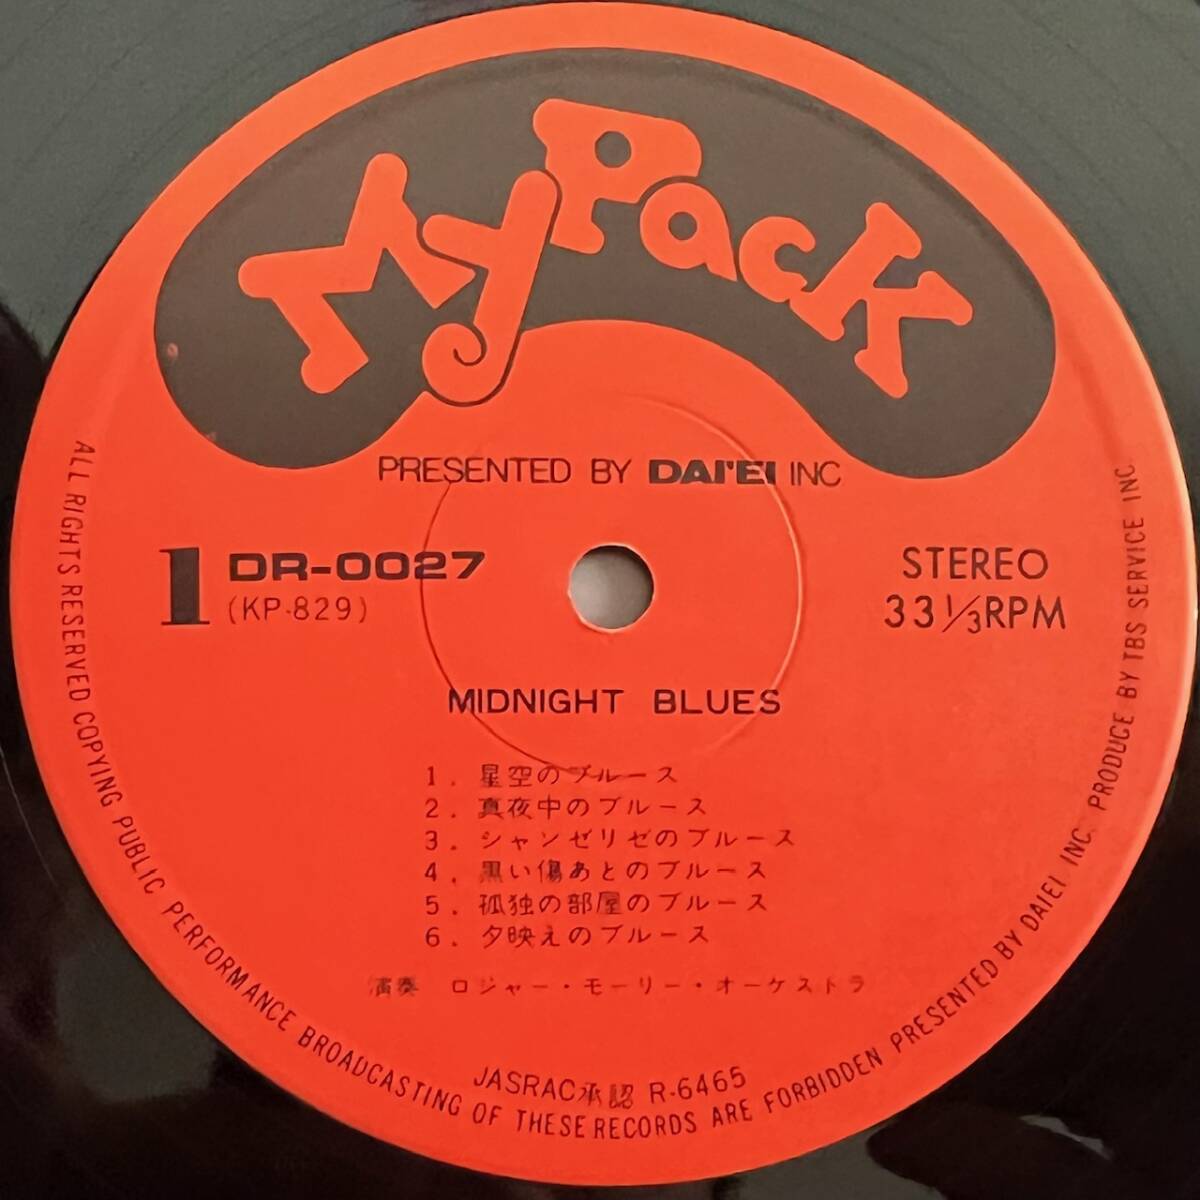 My Pack
PRESENTED BY DAI'EI INC
1 DR-0027
(KP-829)
STEREO
33 1/3 RPM
MIDNIGHT BLUES
1. 星空のブルース
2. 真夜中のブルース
3. シャンゼリゼのブルース
4. 黒い傷あとのブルース
5. 孤独の部屋のブルース
6. 夕映えのブルース
演奏 ロジャー・モーリー・オーケストラ
JASRAC承認 R-6465
ALL RIGHTS RESERVED COPYING PUBLIC PERFORMANCE BROADCASTING OF THESE RECORDS ARE FORBIDDEN PRESENTED BY DAIEI INC. PRODUCE BY TBS SERVICE INC